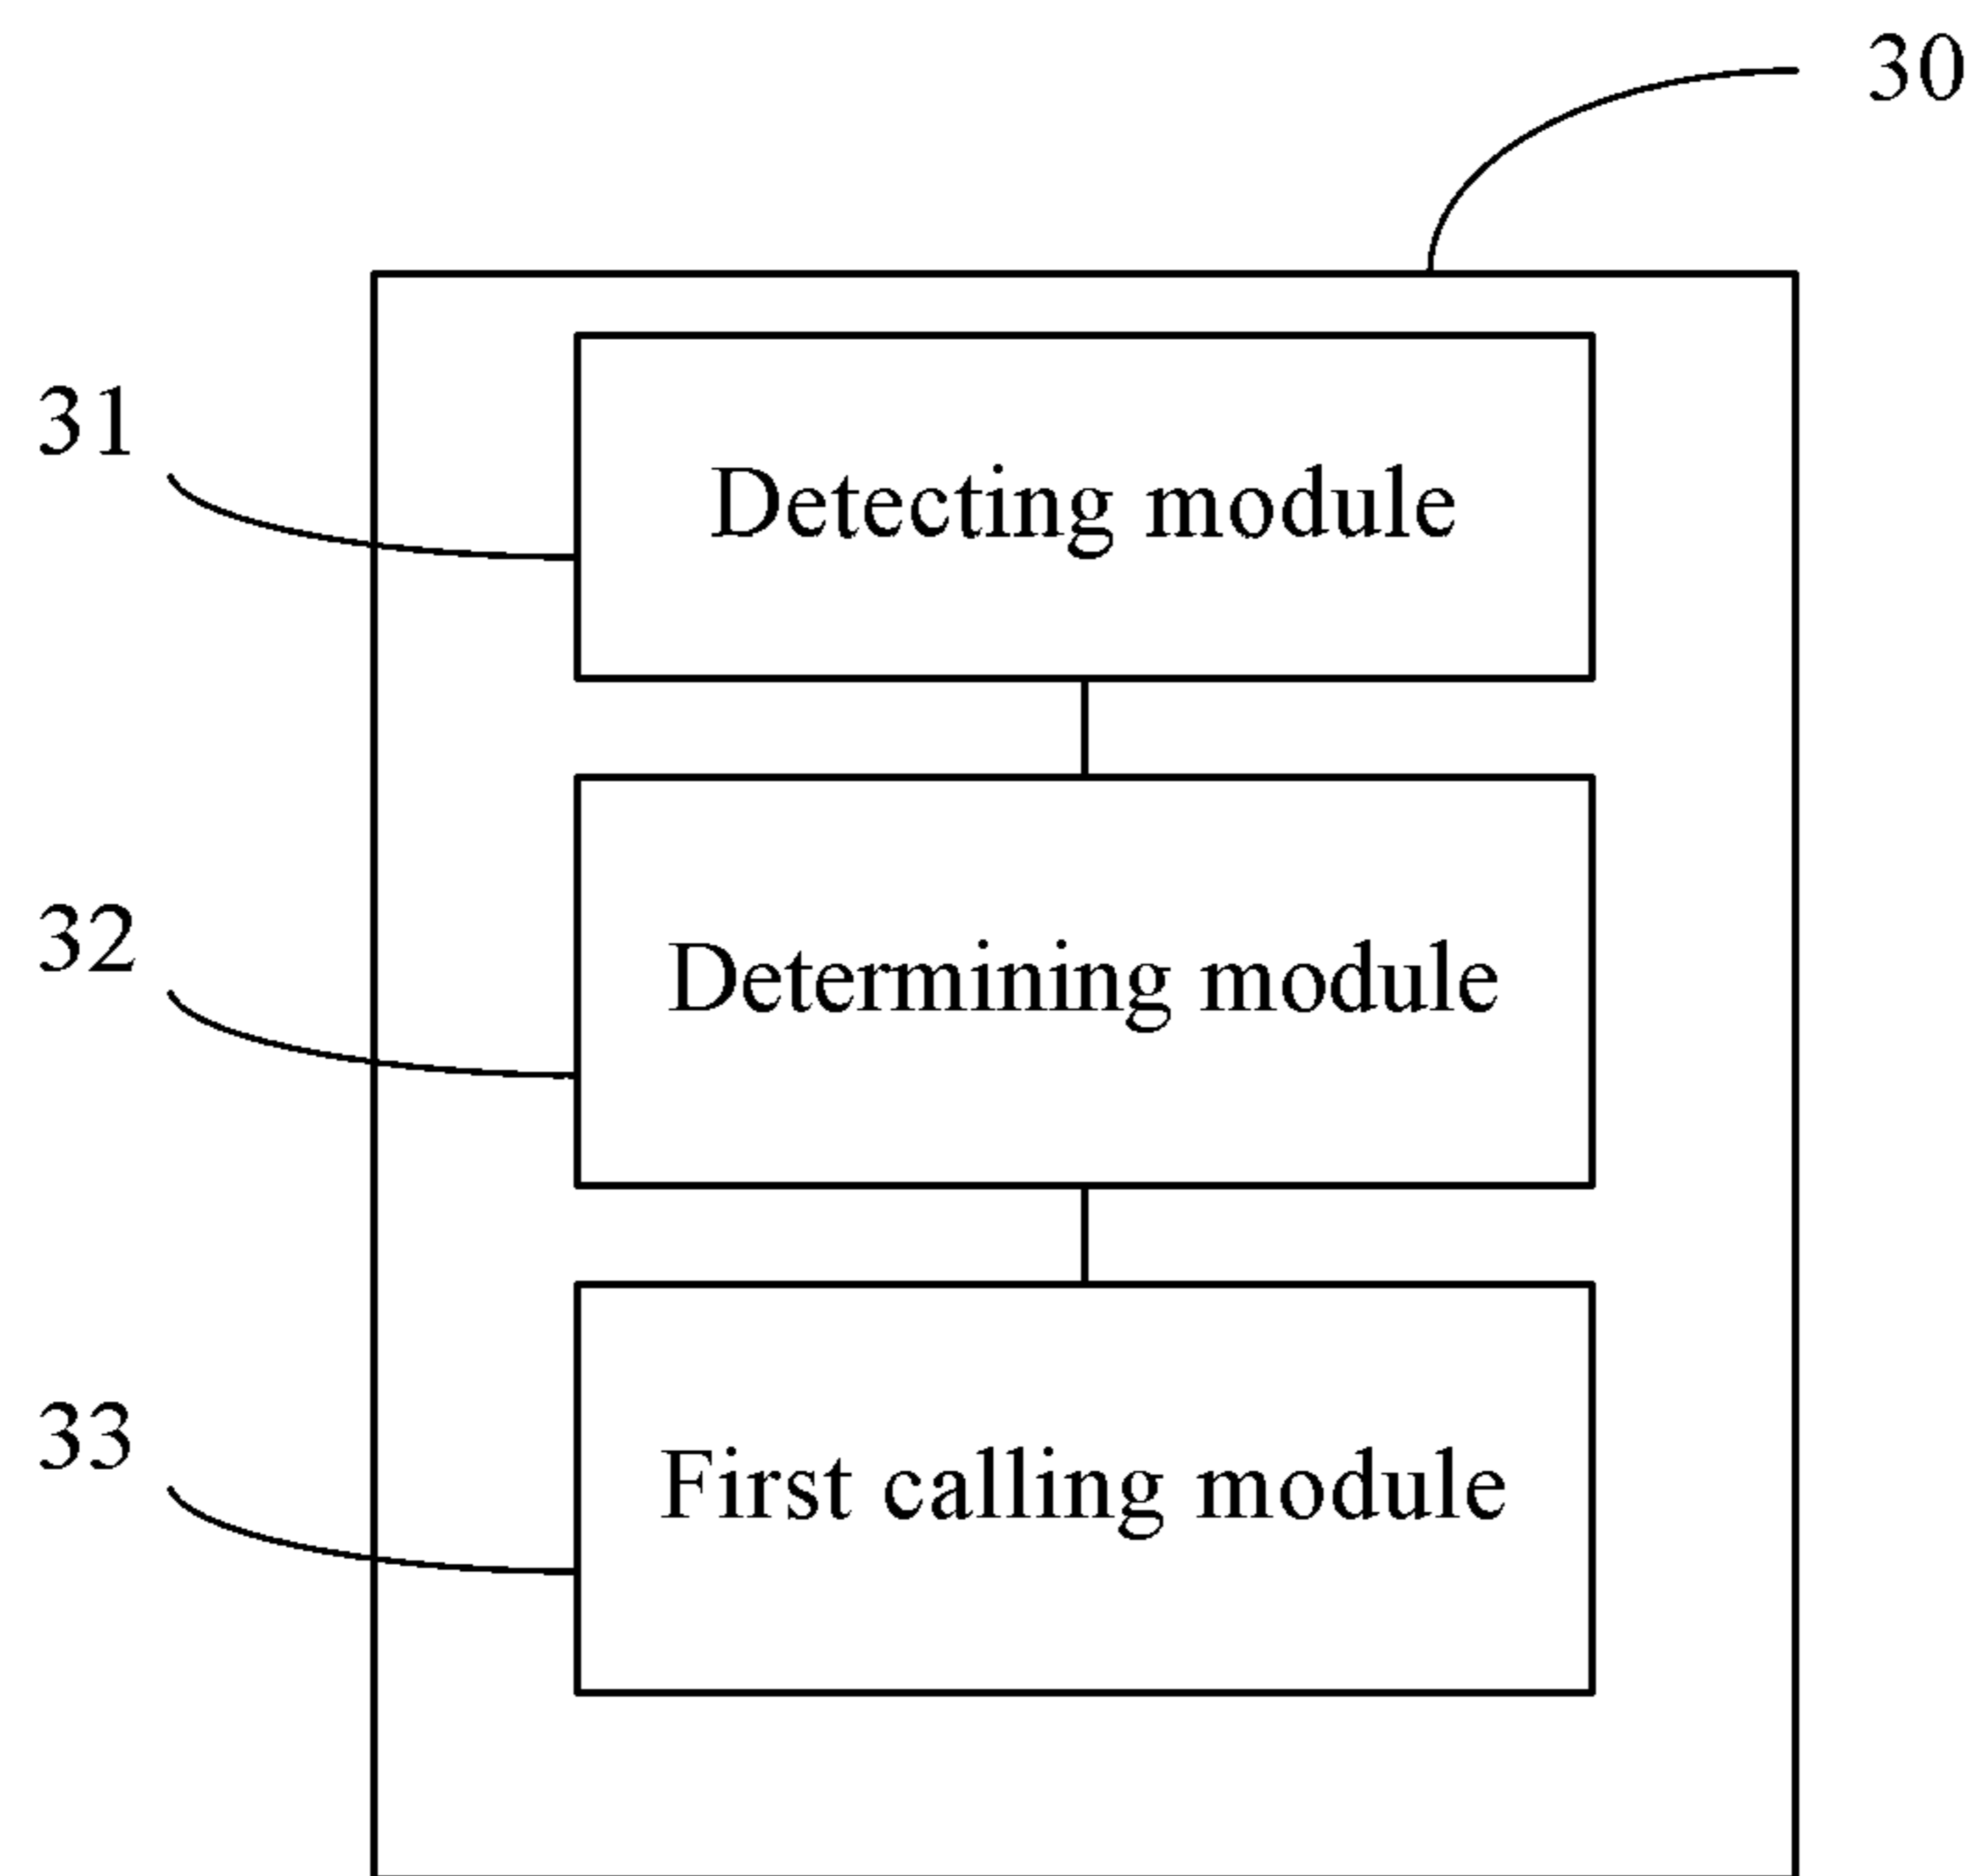 30
31
Detecting module
32
Determining module
33
First calling module